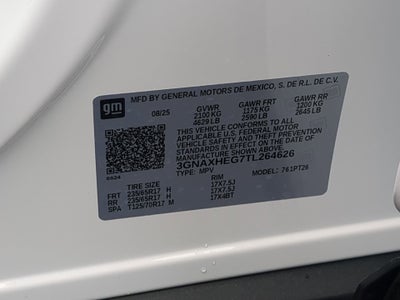 gm
MFD BY GENERAL MOTORS DE MEXICO, S. DE R.L. DE C.V.
08/25 GVWR GAWR FRT GAWR RR
2100 KG 1175 KG 1200 KG
4629 LB 2590 LB 2645 LB
THIS VEHICLE CONFORMS TO ALL
APPLICABLE U.S. FEDERAL MOTOR
VEHICLE SAFETY AND THEFT PREVENTION
STANDARDS IN EFFECT ON THE DATE OF
MANUFACTURE SHOWN ABOVE.
3GNAXHEG7TL264626
TYPE: MPV MODEL: 761PT26
TIRE SIZE RIM
FRT 235/65R17 H 17X7.5J
RR 235/65R17 H 17X7.5J
SPA T125/70R17 M 17X4BT